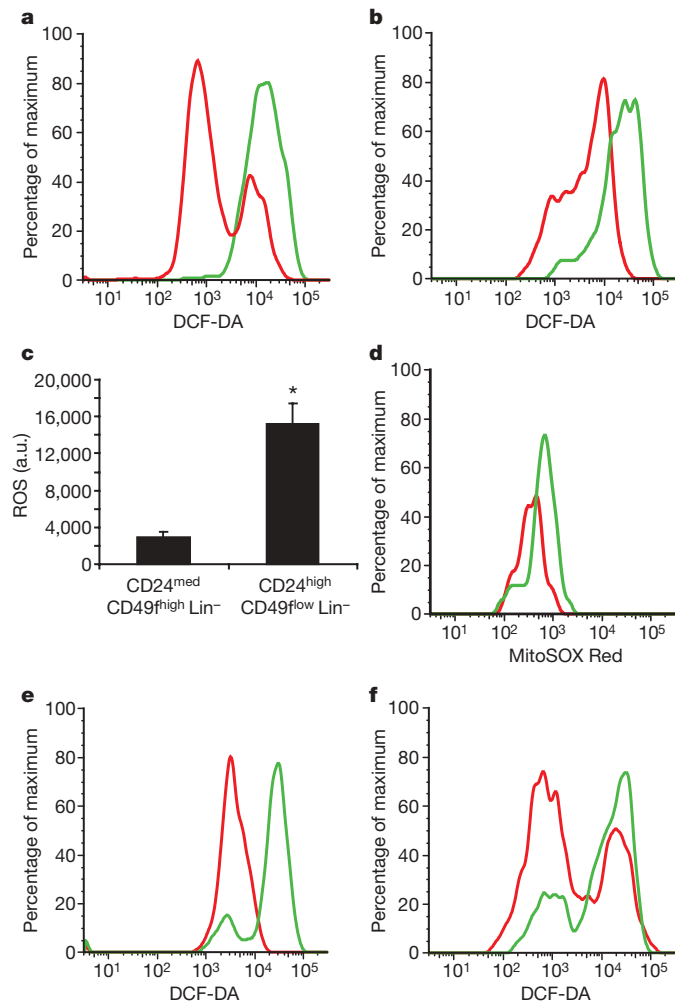 a
Percentage of maximum
100
80
60
40
20
0
10¹ 10² 10³ 10⁴ 10⁵
DCF-DA
b
Percentage of maximum
100
80
60
40
20
0
10¹ 10² 10³ 10⁴ 10⁵
DCF-DA
c
ROS (a.u.)
20,000
16,000
12,000
8,000
4,000
0
*
CD24ᵐᵉᵈ
CD49fʰⁱᵍʰ Lin⁻
CD24ʰⁱᵍʰ
CD49fˡᵒʷ Lin⁻
d
Percentage of maximum
100
80
60
40
20
0
10¹ 10² 10³ 10⁴ 10⁵
MitoSOX Red
e
Percentage of maximum
100
80
60
40
20
0
10¹ 10² 10³ 10⁴ 10⁵
DCF-DA
f
Percentage of maximum
100
80
60
40
20
0
10¹ 10² 10³ 10⁴ 10⁵
DCF-DA